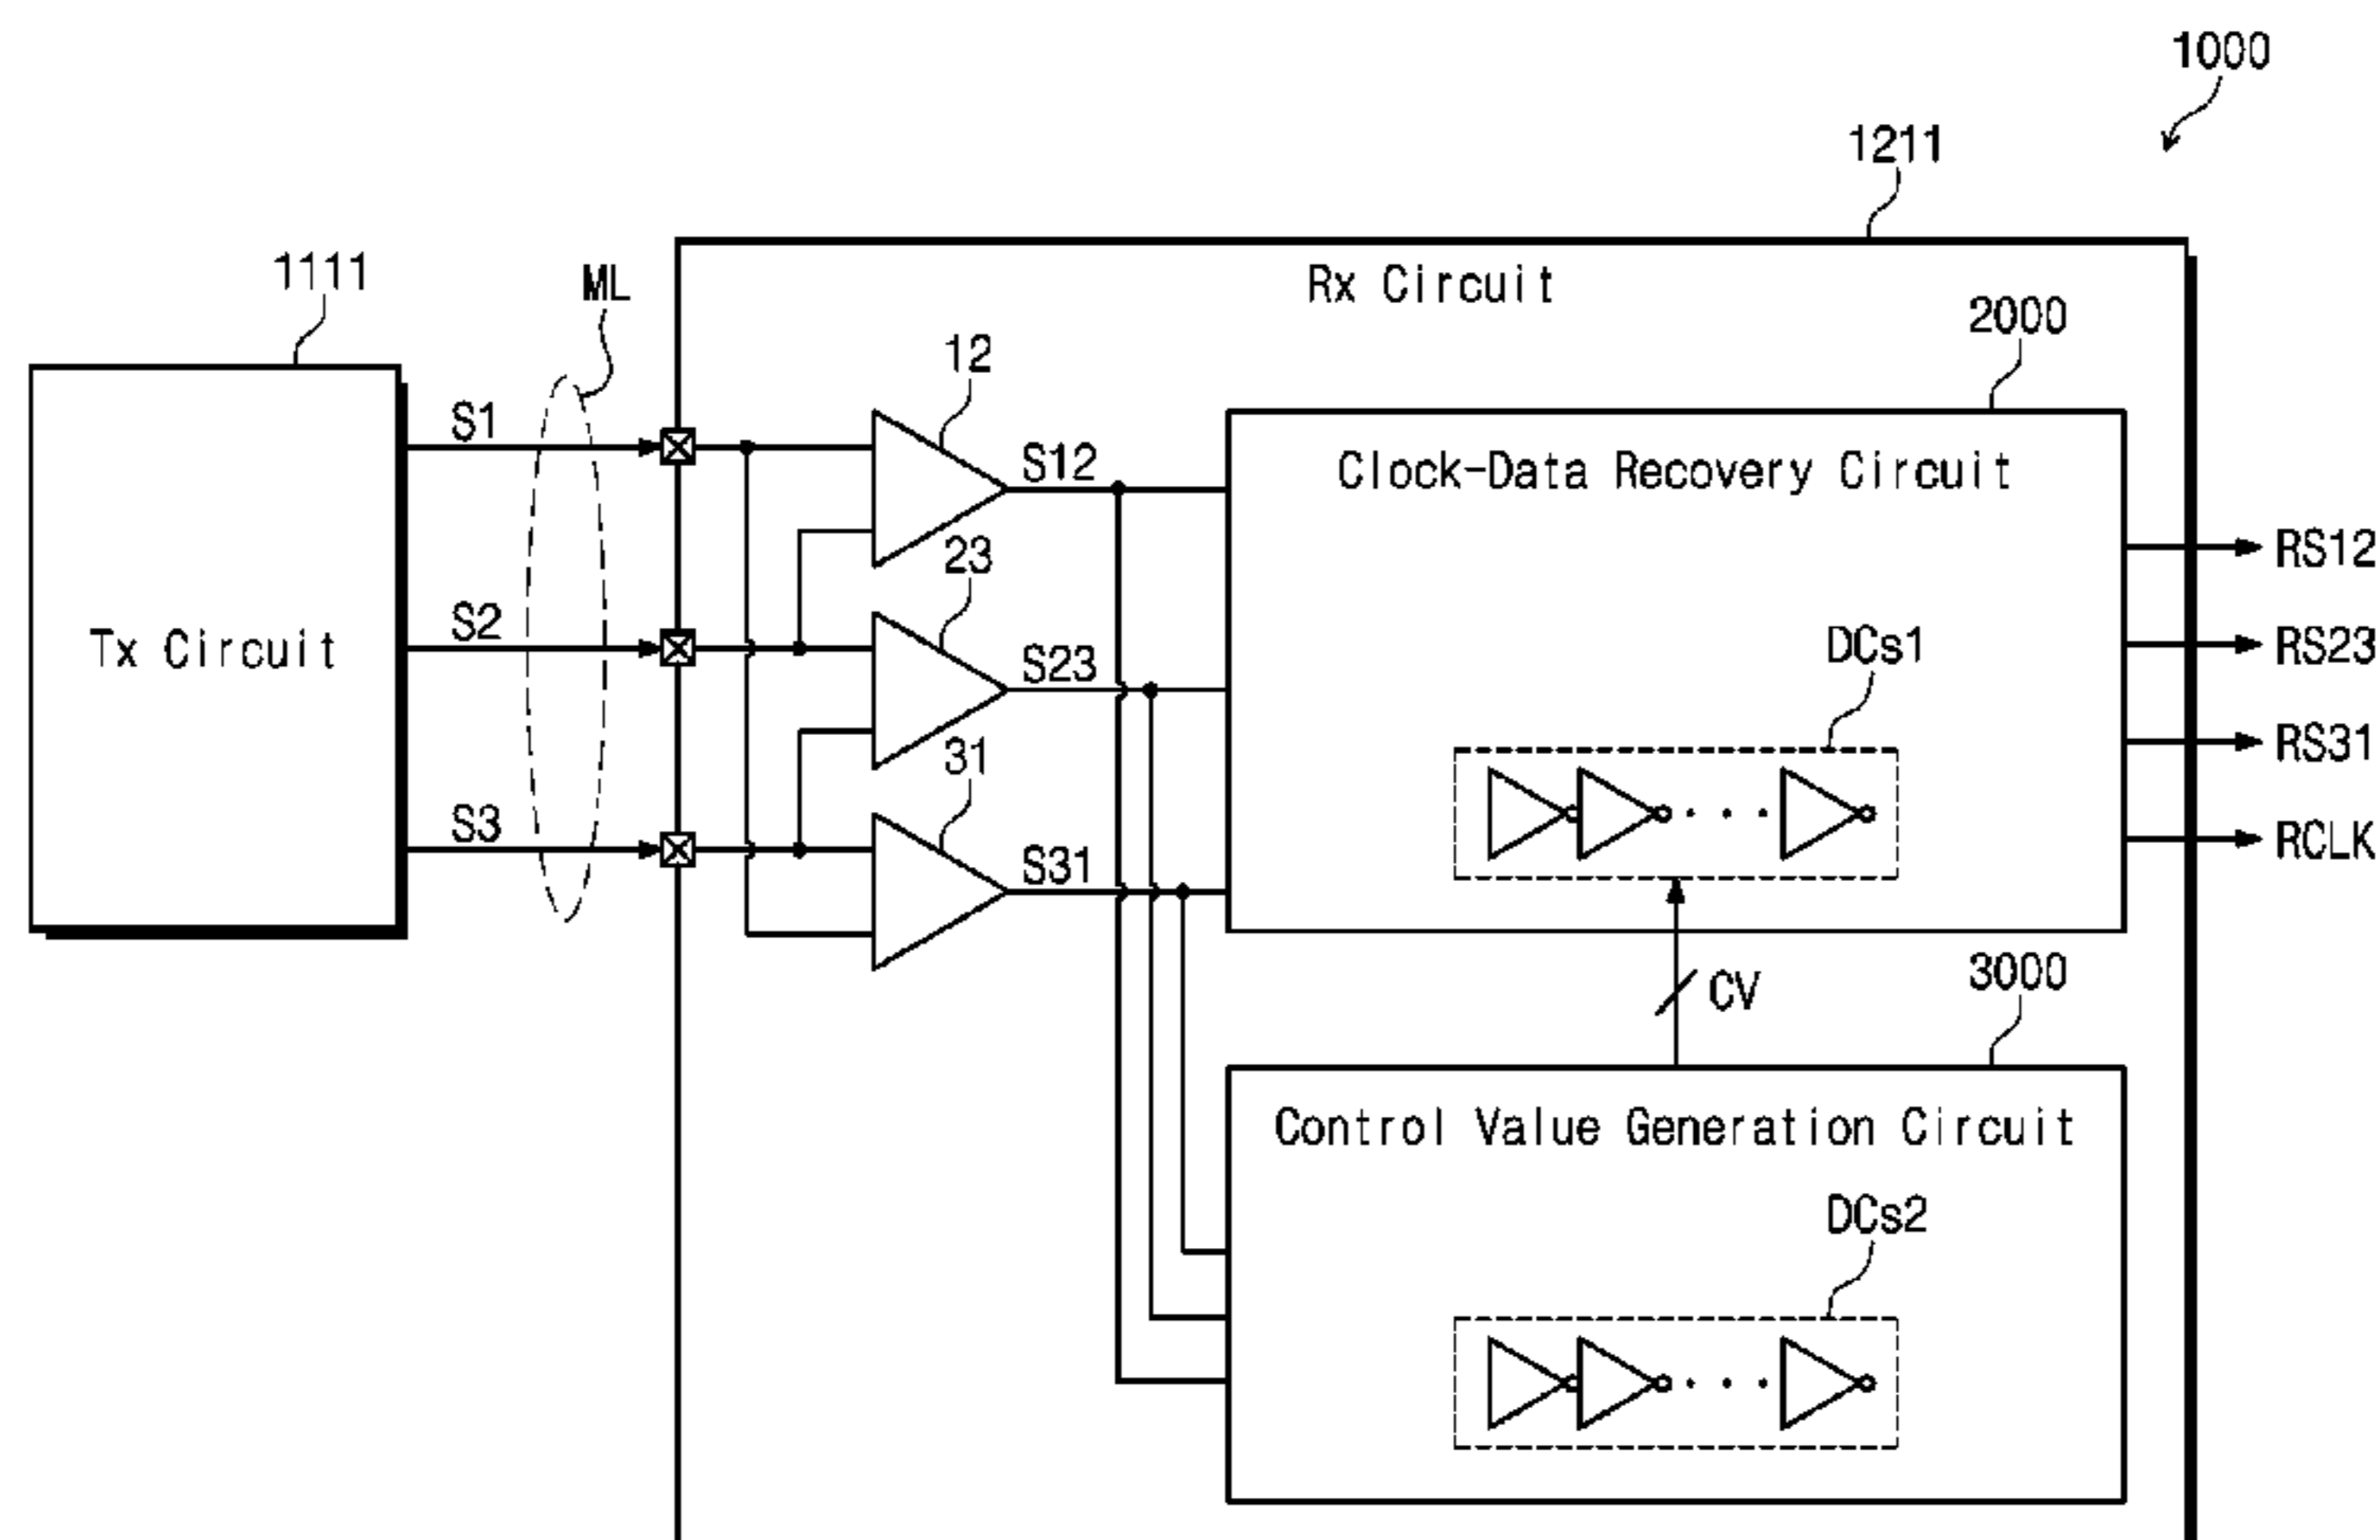 1000
1211
1111
ML
Rx Circuit
2000
12
S1
S12
Clock-Data Recovery Circuit
RS12
23
S2
Tx Circuit
S23
DCs1
RS23
31
RS31
S3
S31
RCLK
CV
3000
Control Value Generation Circuit
DCs2